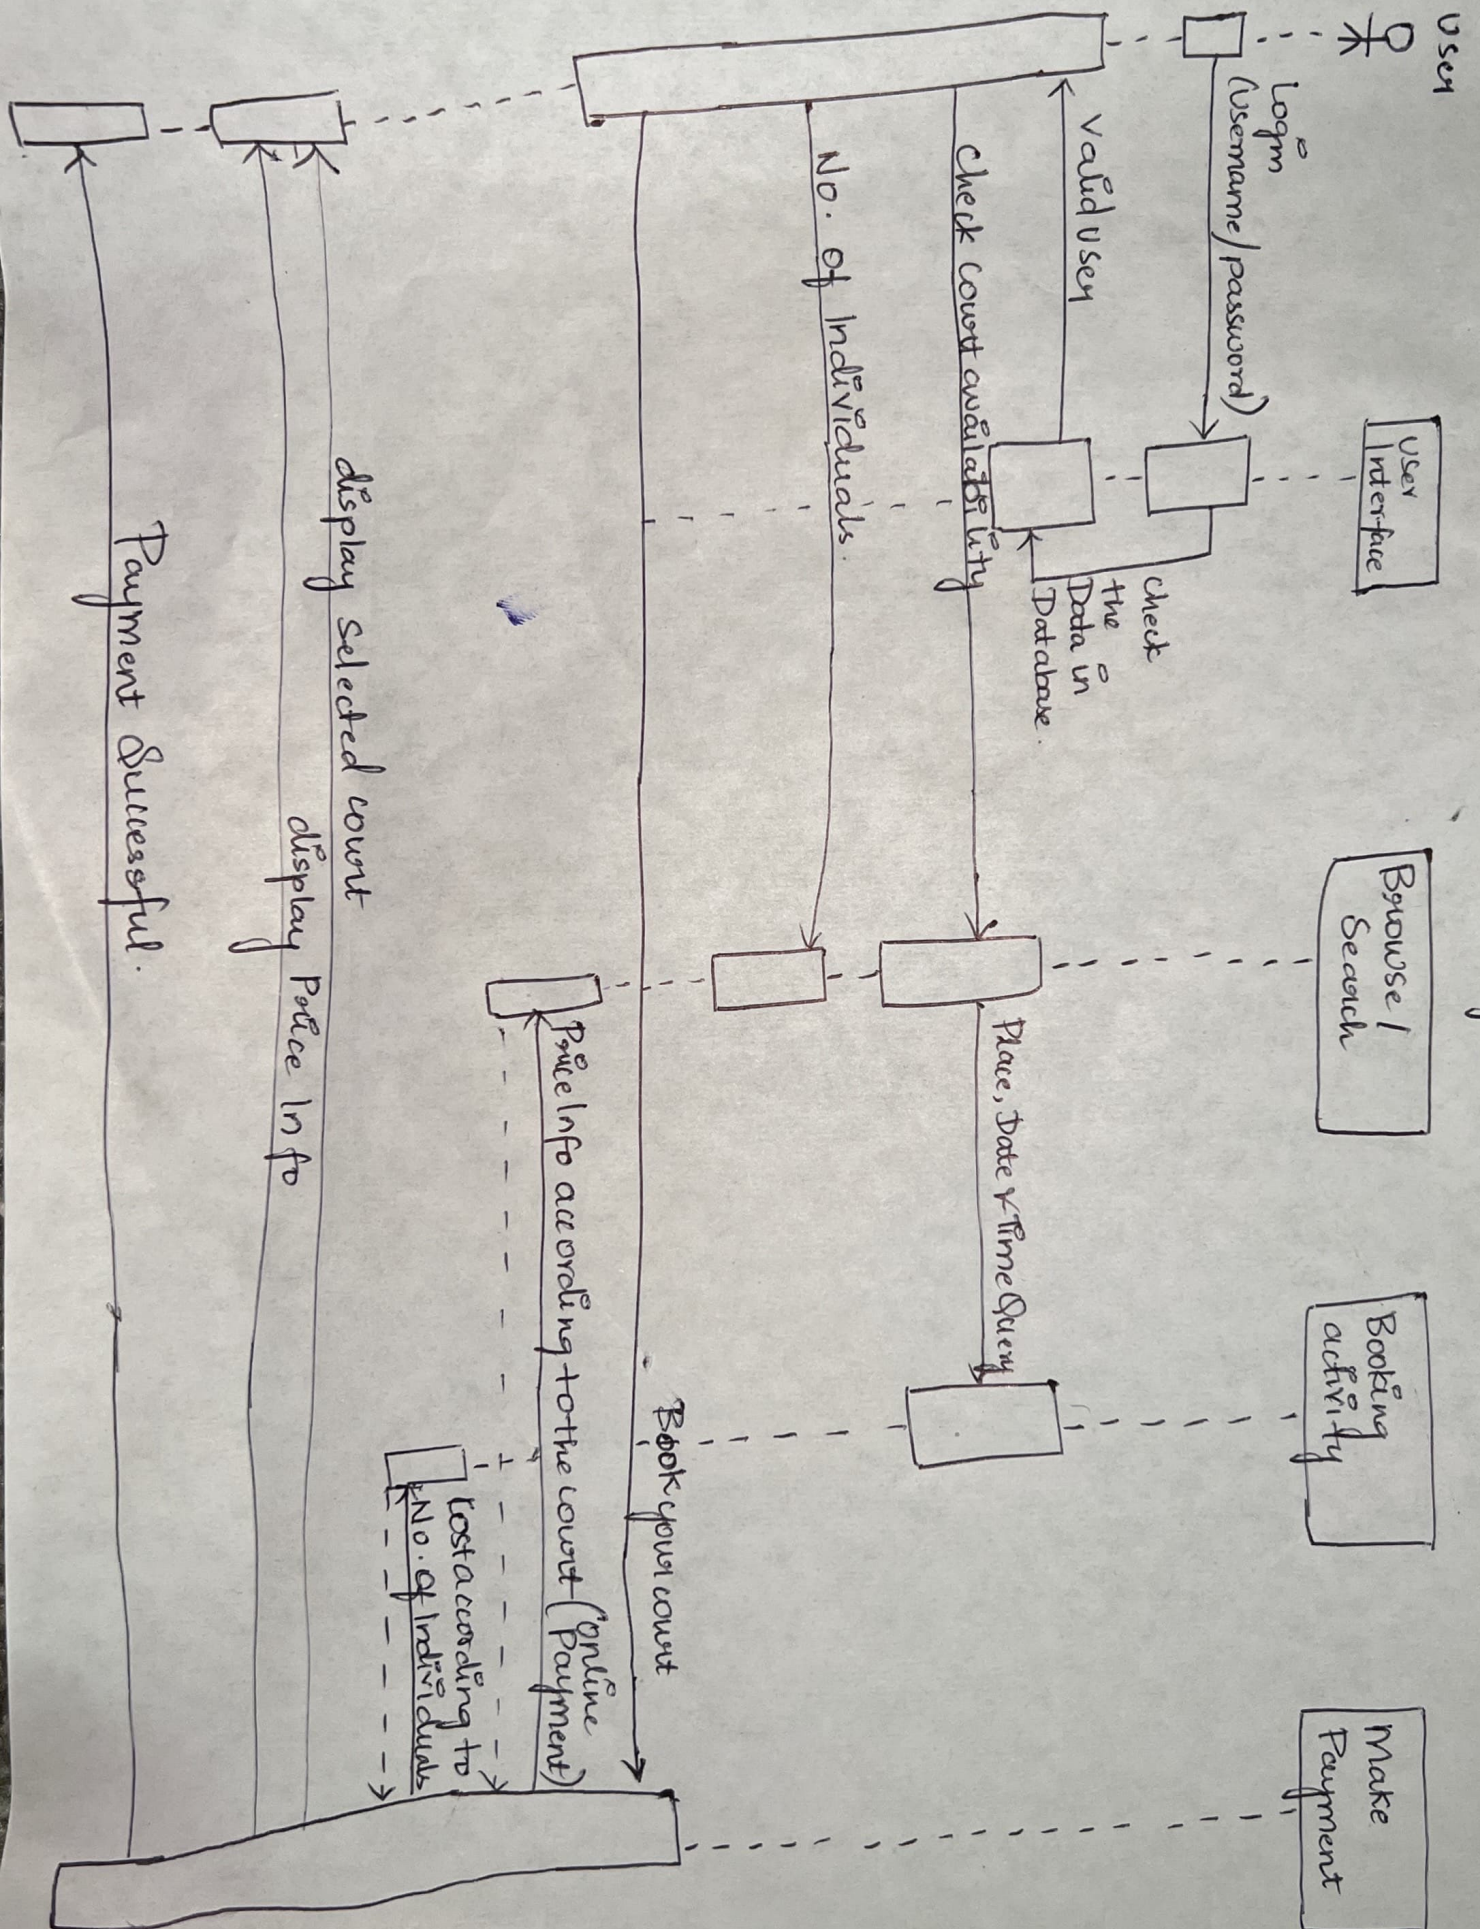 User
User
Interface
Browse /
Search
Booking
activity
Make
Payment
Login
(username/password)
check
the
Data in
Database.
valid user
check court availability
Place, Date & Time Query
No. of Individuals.
Book your court
Price Info according to the court (Online
Payment)
Cost according to
No. of Individuals
display selected court
display Price Info
Payment Successful.